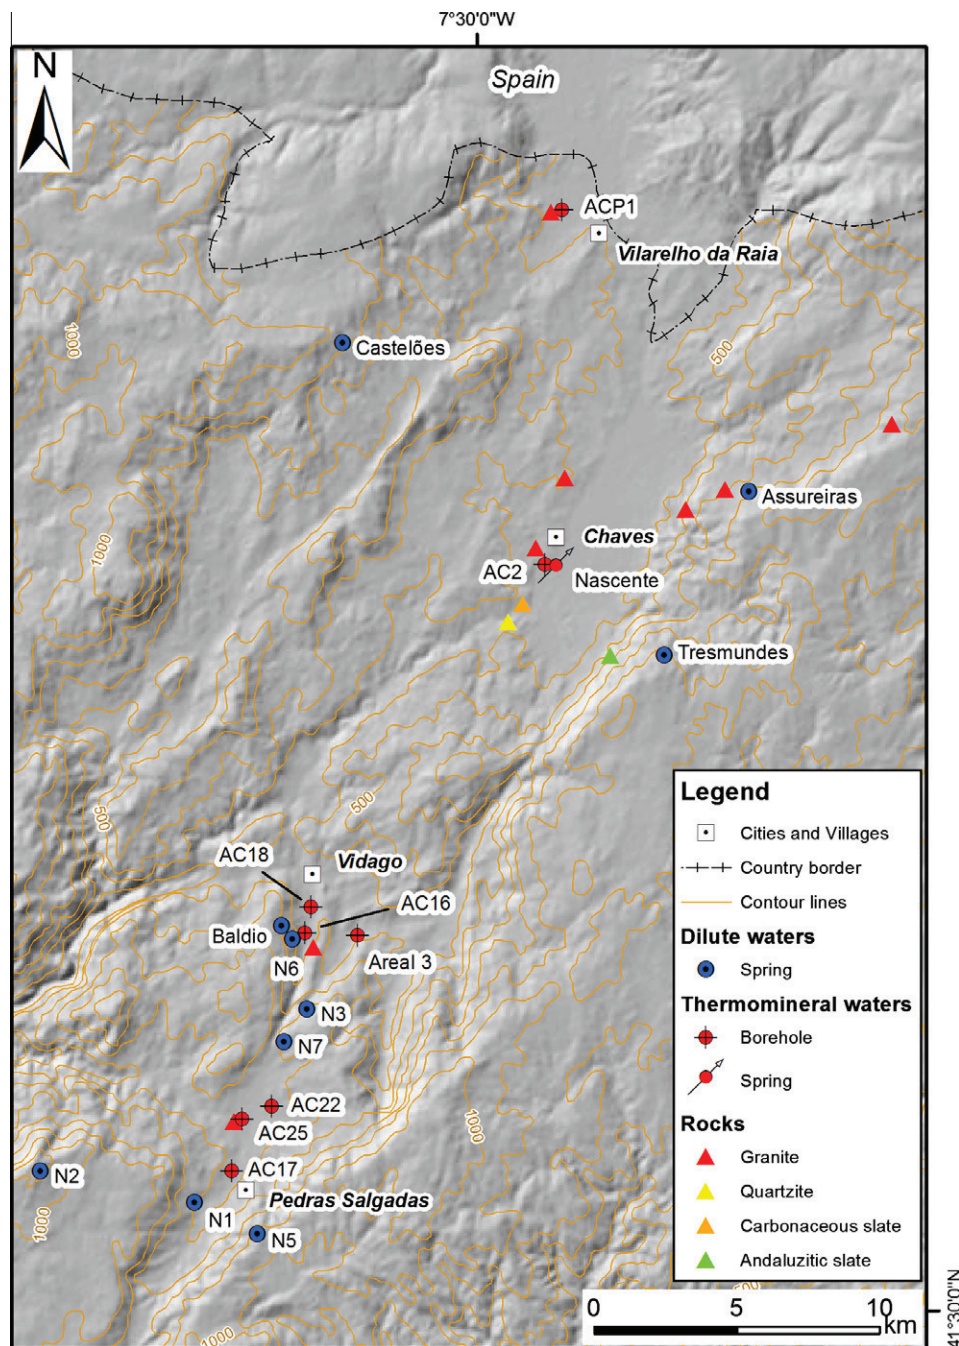 7°30'0"W
N
Spain
ACP1
Vilarelho da Raia
1000
500
Castelões
Assureiras
1000
Chaves
AC2
Nascente
Tresmundes
500
500
AC18
Vidago
AC16
Baldio
N6
Areal 3
N3
N7
AC22
AC25
1000
AC17
N2
Pedras Salgadas
N1
1000
N5
1000
Legend
Cities and Villages
Country border
Contour lines
Dilute waters
Spring
Thermomineral waters
Borehole
Spring
Rocks
Granite
Quartzite
Carbonaceous slate
Andaluzitic slate
500
0 5 10
km
41°30'0"N